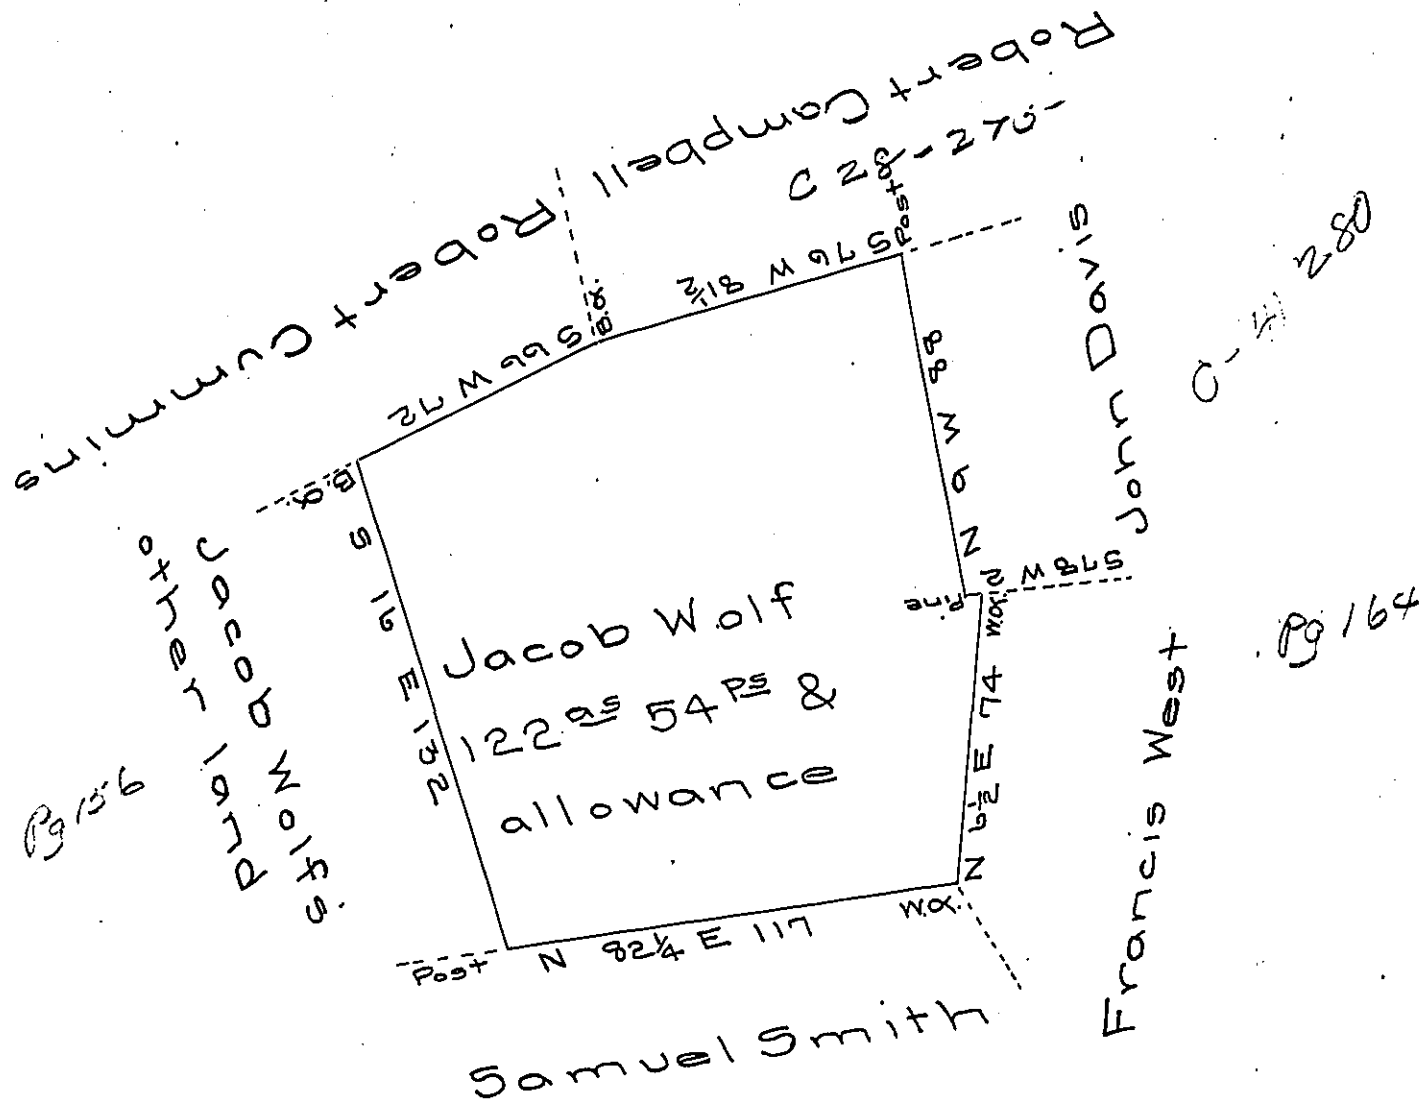 Robert Campbell
C 28-270-
Robert Cummins
Post
S 76 W 81½
B.O.
S 66 W 72
B.O.
N 9 W 88
John Davis
280
S 78 W 2
Pine
W.O.
Jacob Wolfs
other land
S 16 E 132
Jacob Wolf
122 as 54 ps &
allowance
N 6½ E 74
Francis West
Pg 164
Pg 156
W.O.
Post
N 82¼ E 117
Samuel Smith